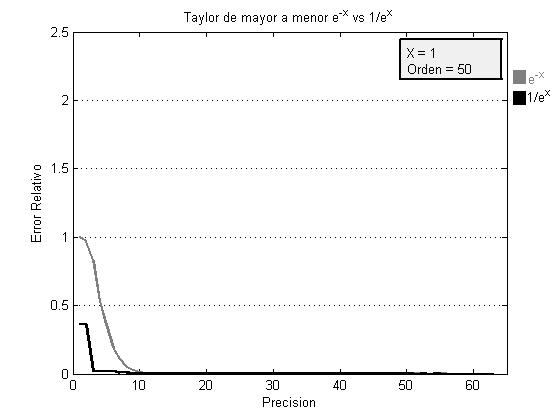 Taylor de mayor a menor e^-x vs 1/e^x
X = 1
Orden = 50
e^-x
1/e^x
Error Relativo
2.5
2
1.5
1
0.5
0
0 10 20 30 40 50 60
Precision